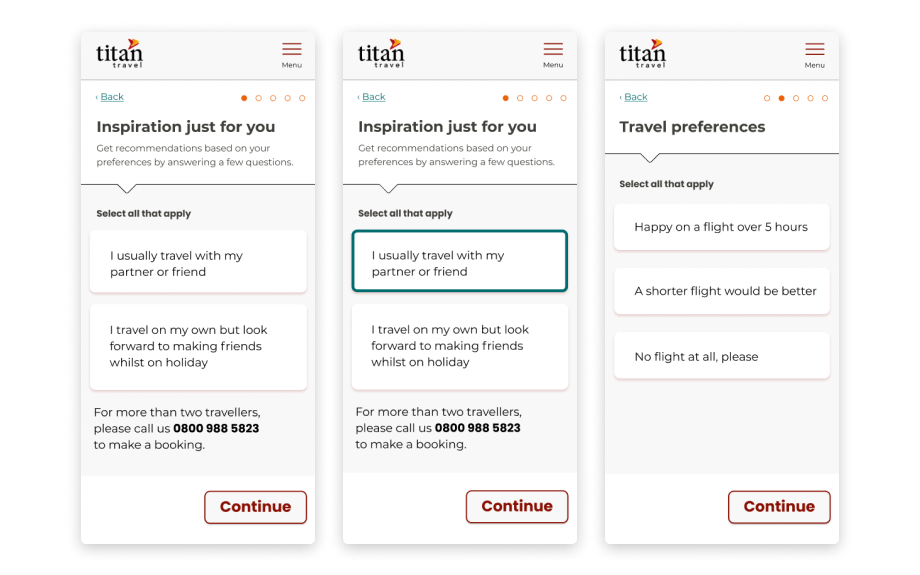 titan
travel
Menu
‹ Back
Inspiration just for you
Get recommendations based on your
preferences by answering a few questions.
Select all that apply
I usually travel with my
partner or friend
I travel on my own but look
forward to making friends
whilst on holiday
For more than two travellers,
please call us 0800 988 5823
to make a booking.
Continue
titan
travel
Menu
‹ Back
Inspiration just for you
Get recommendations based on your
preferences by answering a few questions.
Select all that apply
I usually travel with my
partner or friend
I travel on my own but look
forward to making friends
whilst on holiday
For more than two travellers,
please call us 0800 988 5823
to make a booking.
Continue
titan
travel
Menu
‹ Back
Travel preferences
Select all that apply
Happy on a flight over 5 hours
A shorter flight would be better
No flight at all, please
Continue